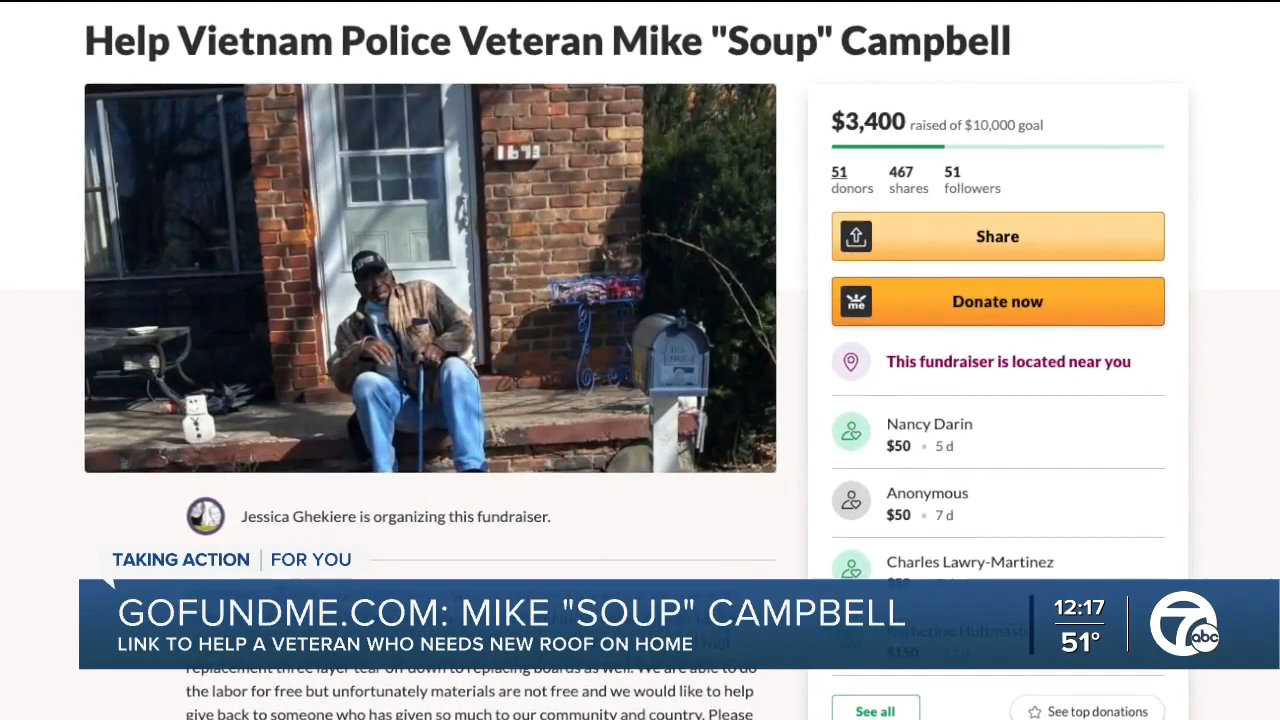 Help Vietnam Police Veteran Mike "Soup" Campbell
1673
$3,400 raised of $10,000 goal
51 467 51
donors shares followers
Share
me
Donate now
This fundraiser is located near you
Nancy Darin
$50 • 5 d
Anonymous
$50 • 7 d
Charles Lawry-Martinez
Jessica Ghekiere is organizing this fundraiser.
TAKING ACTION | FOR YOU
GOFUNDME.COM: MIKE "SOUP" CAMPBELL
LINK TO HELP A VETERAN WHO NEEDS NEW ROOF ON HOME
12:17
51°
7 abc
$150
replacement three layer tear off down to replacing boards as well. We are able to do
the labor for free but unfortunately materials are not free and we would like to help
give back to someone who has given so much to our community and country. Please
See all
See top donations